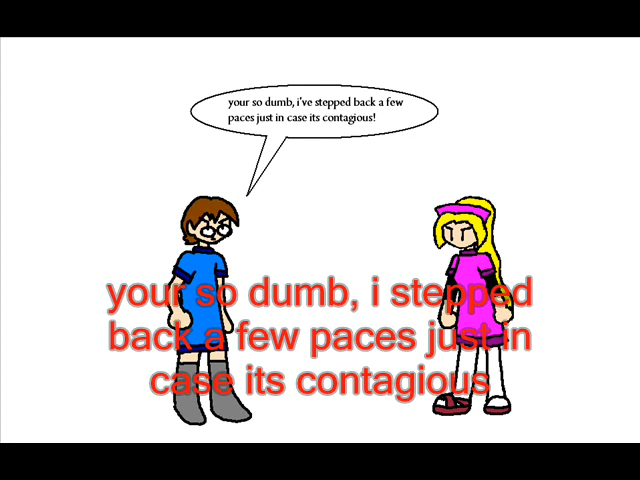 your so dumb, i've stepped back a few
paces just in case its contagious!
your so dumb, i stepped
back a few paces just in
case its contagious